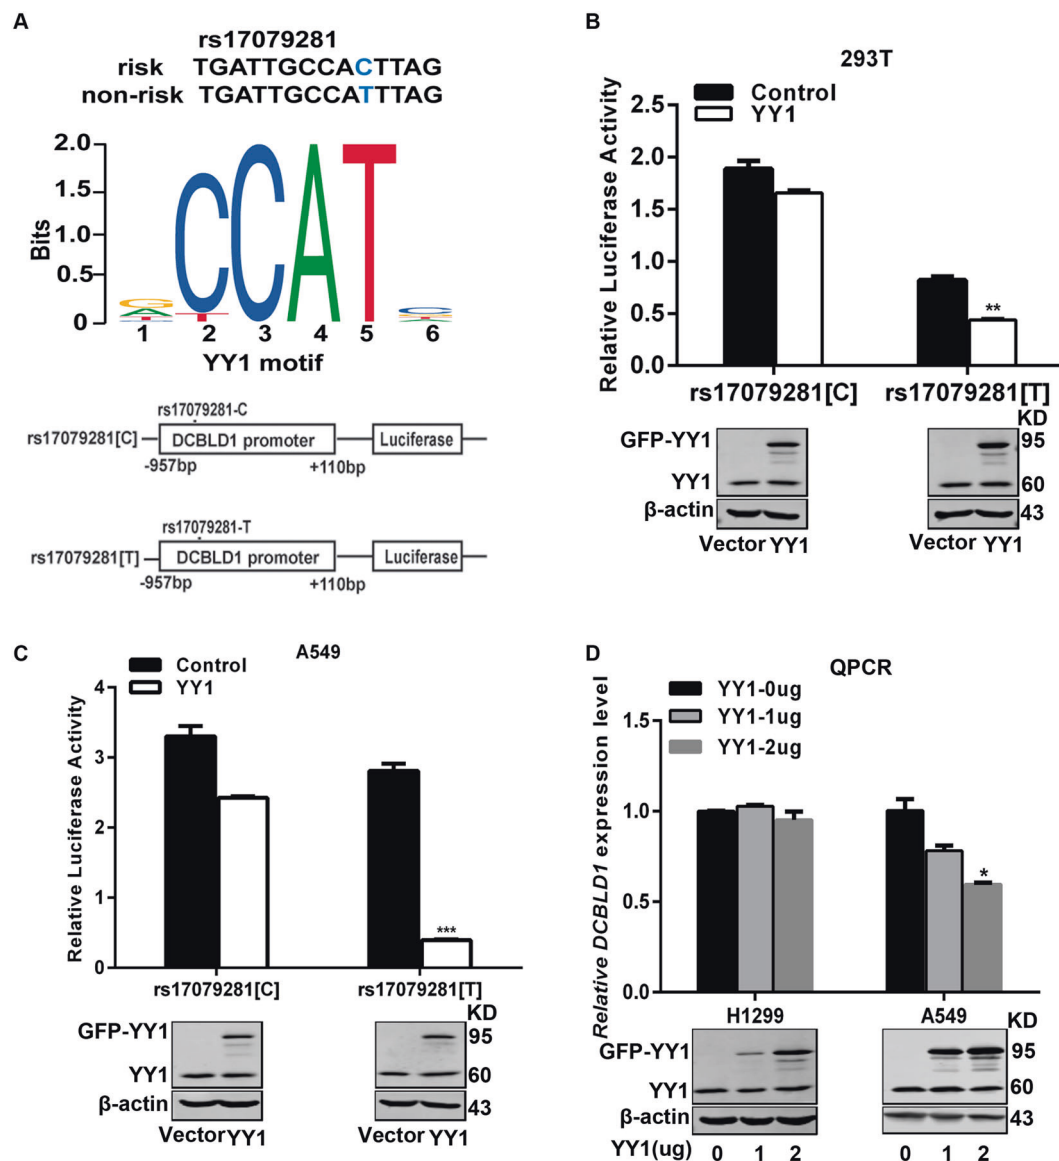 A
rs17079281
risk TGATTGCCACTTAG
non-risk TGATTGCCATTTAG
2.0
1.5
1.0
0.5
0
Bits
CCAT
1 2 3 4 5 6
YY1 motif
rs17079281-C
rs17079281[C] DCBLD1 promoter Luciferase
-957bp +110bp
rs17079281-T
rs17079281[T] DCBLD1 promoter Luciferase
-957bp +110bp
B
293T
Control
YY1
Relative Luciferase Activity
2.5
2.0
1.5
1.0
0.5
0.0
**
rs17079281[C] rs17079281[T]
KD
GFP-YY1 95
YY1 60
β-actin 43
Vector YY1 Vector YY1
C
A549
Control
YY1
Relative Luciferase Activity
4
3
2
1
0
***
rs17079281[C] rs17079281[T]
KD
GFP-YY1 95
YY1 60
β-actin 43
Vector YY1 Vector YY1
D
QPCR
YY1-0ug
YY1-1ug
YY1-2ug
Relative DCBLD1 expression level
1.5
1.0
0.5
0.0
*
H1299 A549 KD
GFP-YY1 95
YY1 60
β-actin 43
YY1(ug) 0 1 2 0 1 2